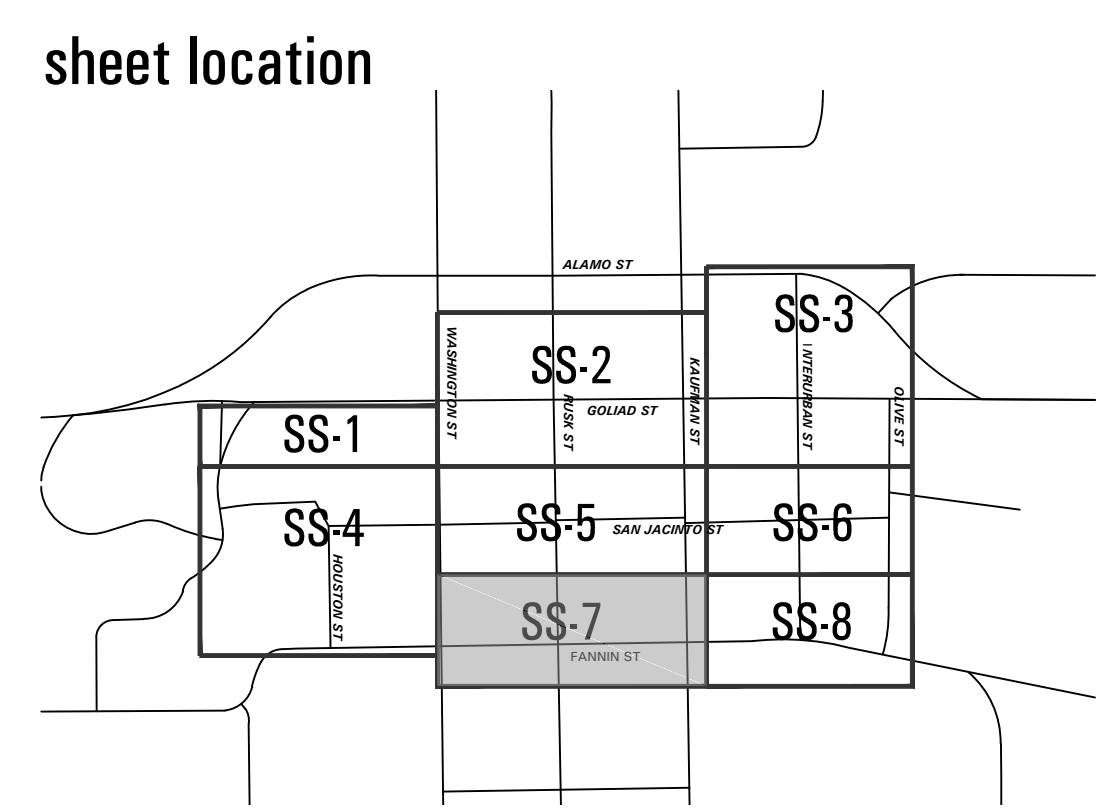 sheet location
ALAMO ST
SS-3
WASHINGTON ST
SS-2
KAUFMAN ST
INTERURBAN ST
OLIVE ST
RUSK ST
GOLIAD ST
SS-1
SS-4
SS-5
SAN JACINTO ST
SS-6
HOUSTON ST
SS-7
SS-8
FANNIN ST